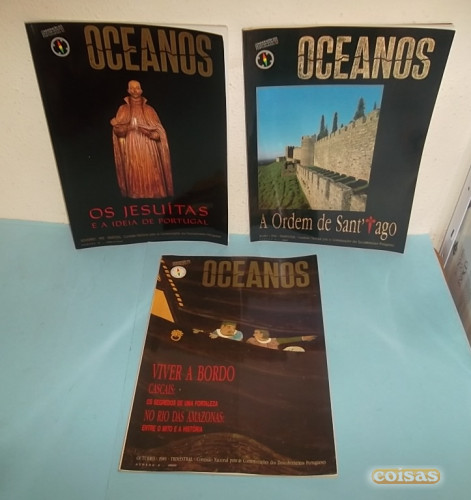 OCEANOS
OS JESUÍTAS
E A IDEIA DE PORTUGAL
OCEANOS
A Ordem de Sant'iago
OCEANOS
VIVER A BORDO
CASCAIS:
OS SEGREDOS DE UMA FORTALEZA
NO RIO DAS AMAZONAS:
ENTRE O MITO E A HISTÓRIA
coisas